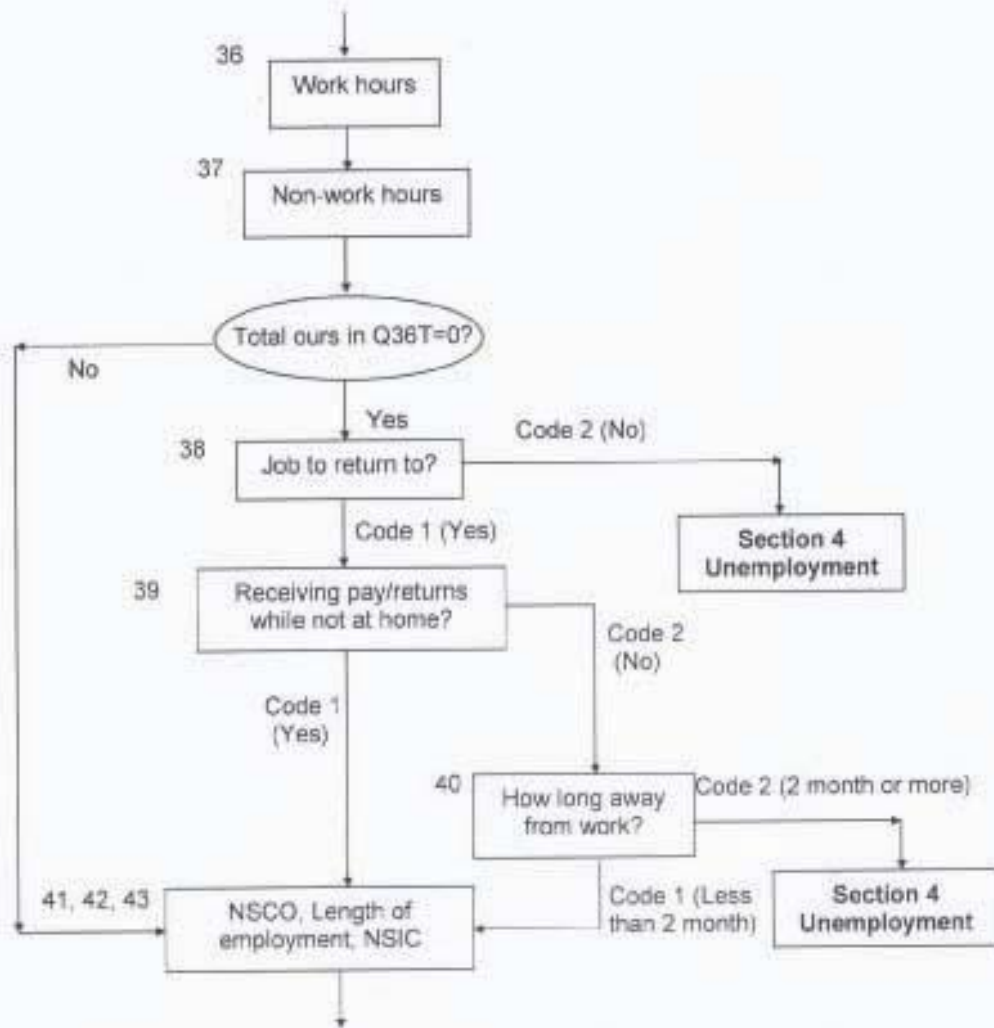 36
Work hours
37
Non-work hours
Total ours in Q36T=0?
No
Yes
38
Job to return to?
Code 2 (No)
Code 1 (Yes)
Section 4
Unemployment
39
Receiving pay/returns
while not at home?
Code 2
(No)
Code 1
(Yes)
40
How long away
from work?
Code 2 (2 month or more)
Code 1 (Less
than 2 month)
Section 4
Unemployment
41, 42, 43
NSCO, Length of
employment, NSIC